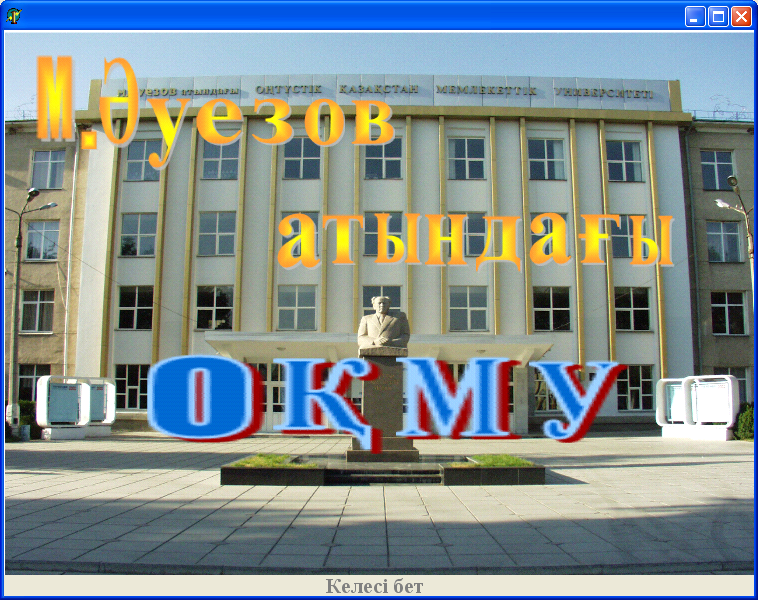 М.Әуезов атындағы ОҢТҮСТІК ҚАЗАҚСТАН МЕМЛЕКЕТТІК УНИВЕРСИТЕТІ
М.Әуезов
атындағы
ОҚМУ
Келесі бет